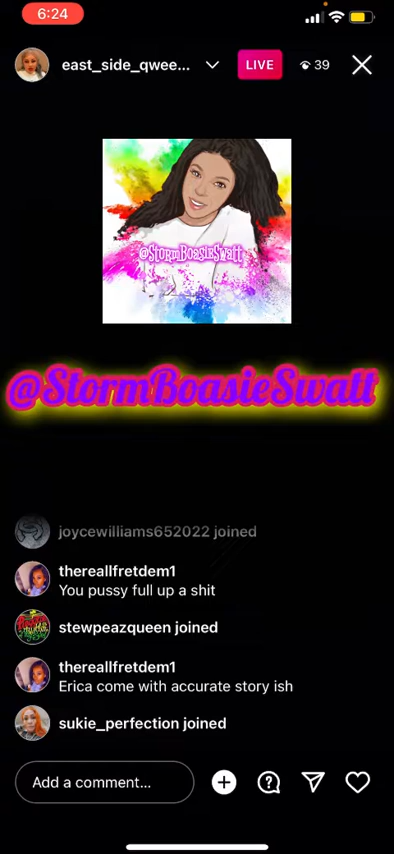 6:24
east_side_qwee...
LIVE
39
@StormBoasieSwatt
@StormBoasieSwatt
joycewilliams652022 joined
thereallfretdem1
You pussy full up a shit
stewpeazqueen joined
thereallfretdem1
Erica come with accurate story ish
sukie_perfection joined
Add a comment...